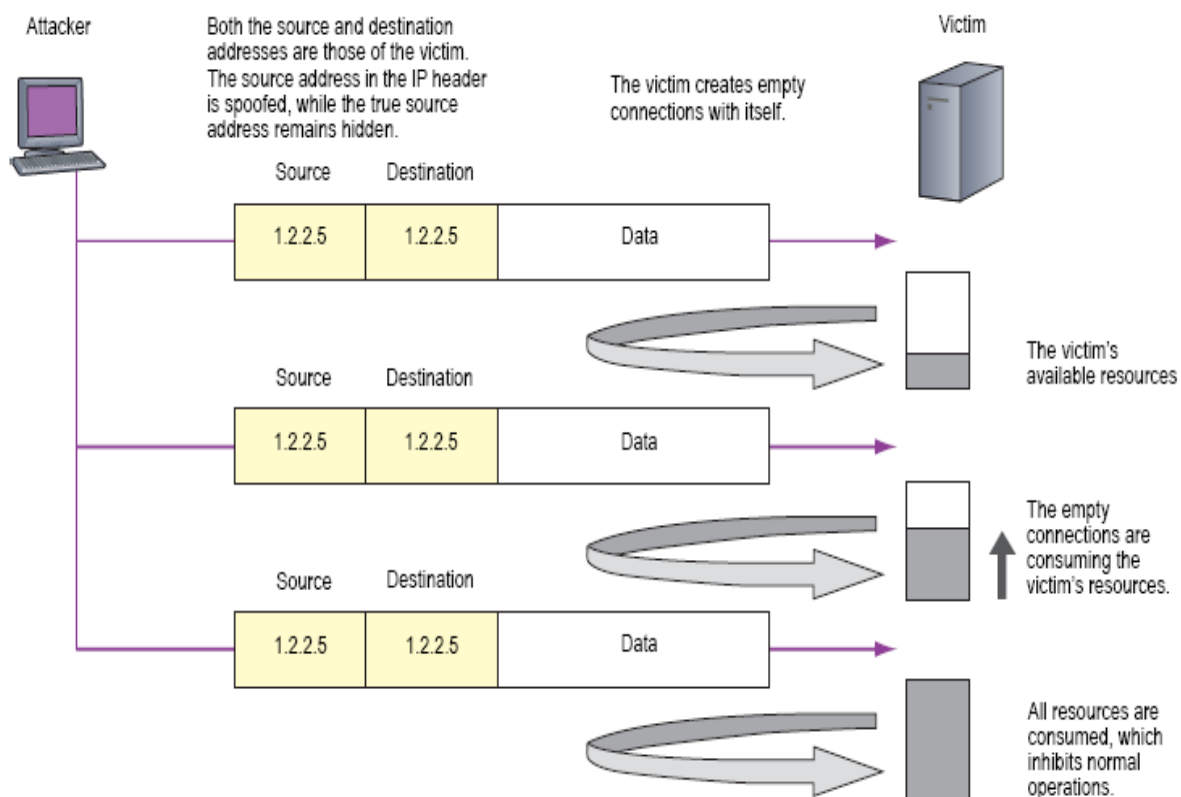 Attacker
Both the source and destination
addresses are those of the victim.
The source address in the IP header
is spoofed, while the true source
address remains hidden.
The victim creates empty
connections with itself.
Victim
Source
Destination
1.2.2.5
1.2.2.5
Data
The victim's
available resources
Source
Destination
1.2.2.5
1.2.2.5
Data
The empty
connections are
consuming the
victim's resources.
Source
Destination
1.2.2.5
1.2.2.5
Data
All resources are
consumed, which
inhibits normal
operations.